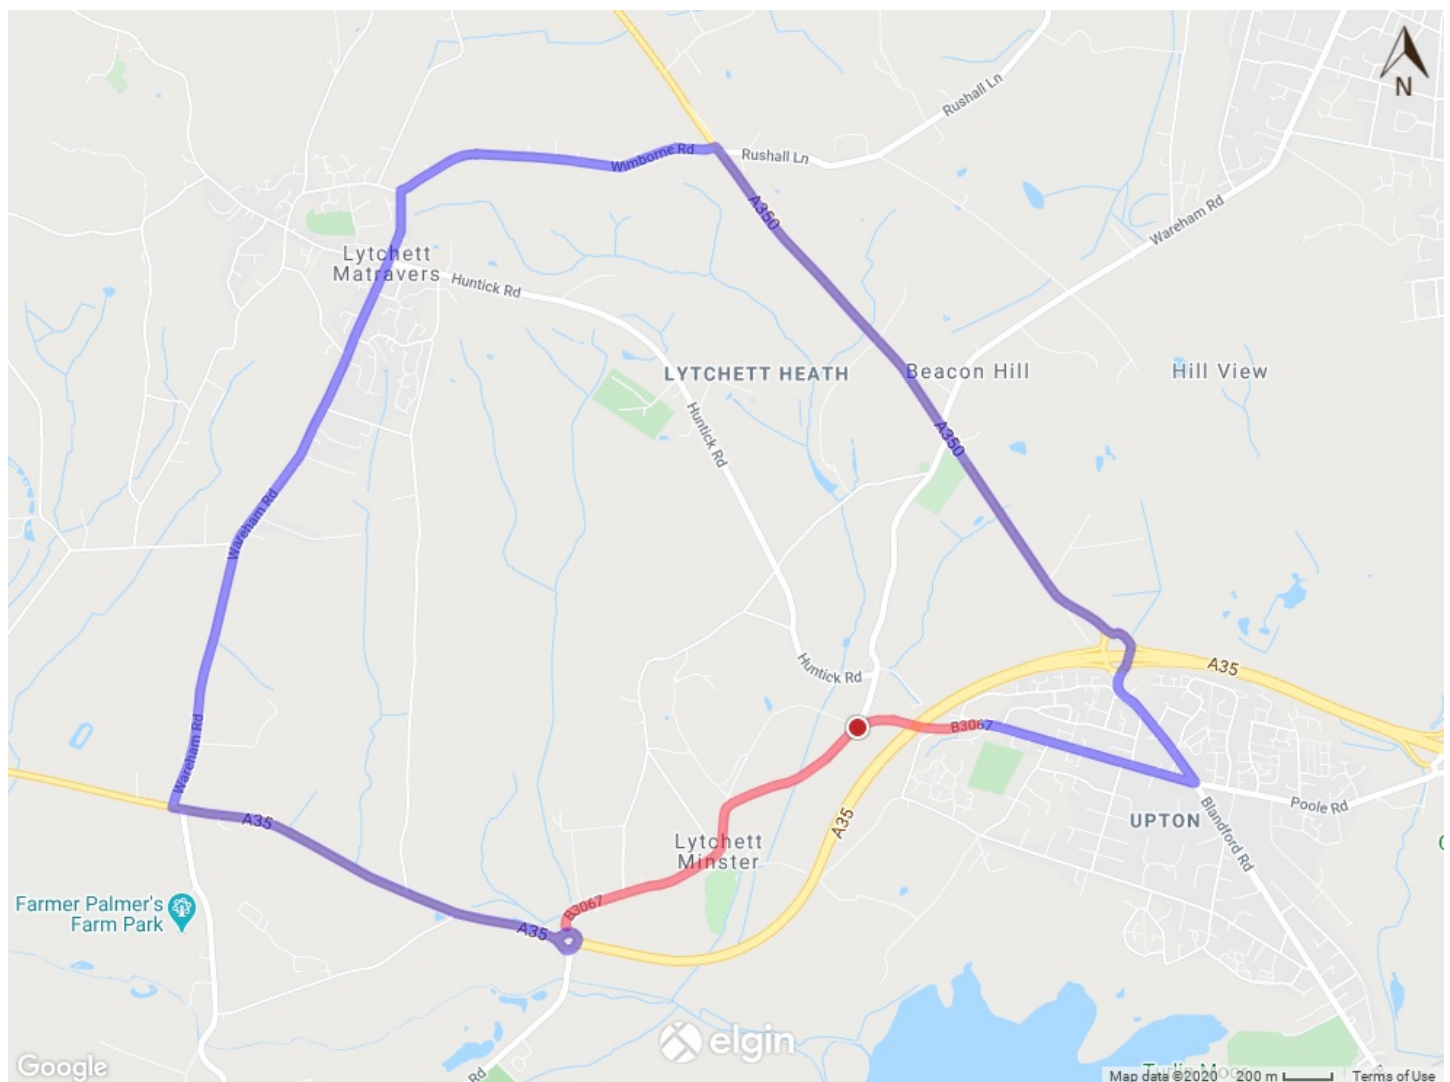 N
Rushall Ln
Wimborne Rd
Rushall Ln
A350
Wareham Rd
Lytchett
Matravers
Huntick Rd
LYTCHETT HEATH
Beacon Hill
Hill View
Huntick Rd
A350
Wareham Rd
Huntick Rd
A35
B3067
Wareham Rd
A35
Poole Rd
UPTON
Blandford Rd
A35
Lytchett
Minster
Farmer Palmer's
Farm Park
B3067
A35
elgin
Google
Rd
Map data ©2020
200 m
Terms of Use